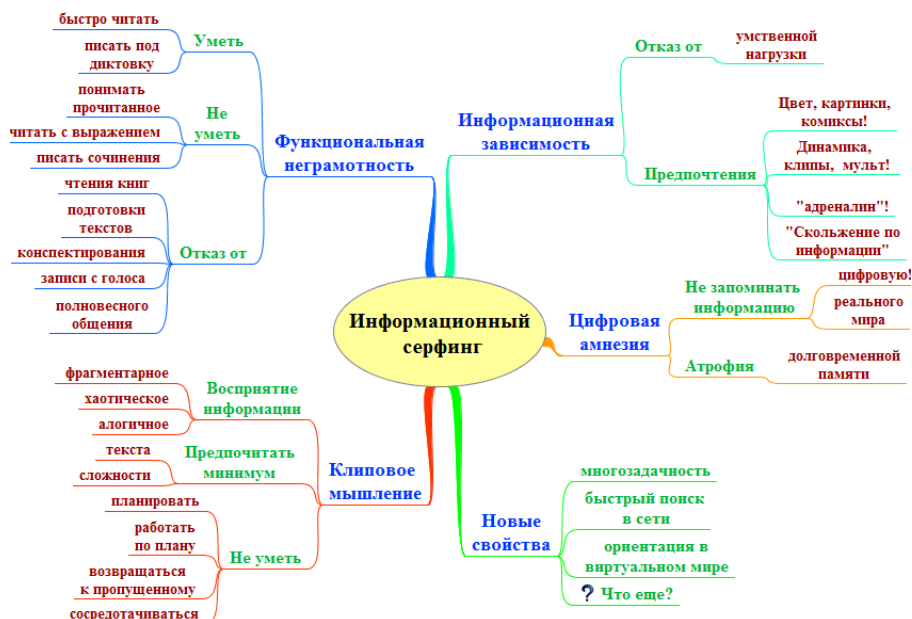 Информационный
серфинг
Функциональная
неграмотность
Уметь
быстро читать
писать под
диктовку
Не
уметь
понимать
прочитанное
читать с выражением
писать сочинения
Отказ от
чтения книг
подготовки
текстов
конспектирования
записи с голоса
полновесного
общения
Информационная
зависимость
Отказ от
умственной
нагрузки
Предпочтения
Цвет, картинки,
комиксы!
Динамика,
клипы, мульт!
"адреналин"!
"Скольжение по
информации"
Цифровая
амнезия
Не запоминать
информацию
цифровую!
реального
мира
Атрофия
долговременной
памяти
Клиповое
мышление
Восприятие
информации
фрагментарное
хаотическое
алогичное
Предпочитать
минимум
текста
сложности
Не уметь
планировать
работать
по плану
возвращаться
к пропущенному
сосредотачиваться
Новые
свойства
многозадачность
быстрый поиск
в сети
ориентация в
виртуальном мире
? Что еще?